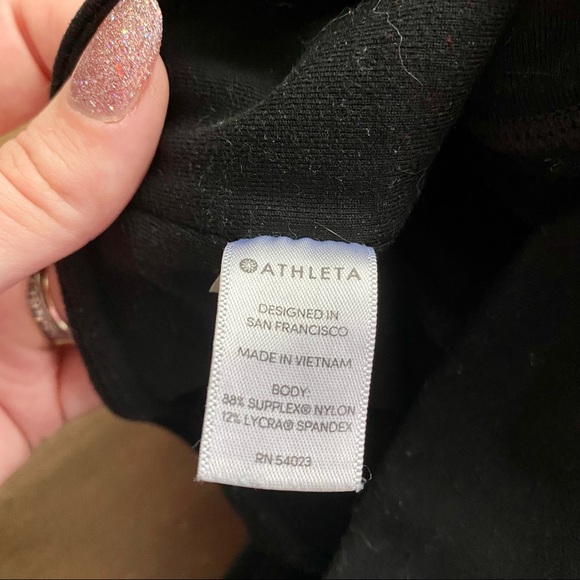 ATHLETA
DESIGNED IN
SAN FRANCISCO
MADE IN VIETNAM
BODY:
88% SUPPLEX® NYLON
12% LYCRA® SPANDEX
RN 54023